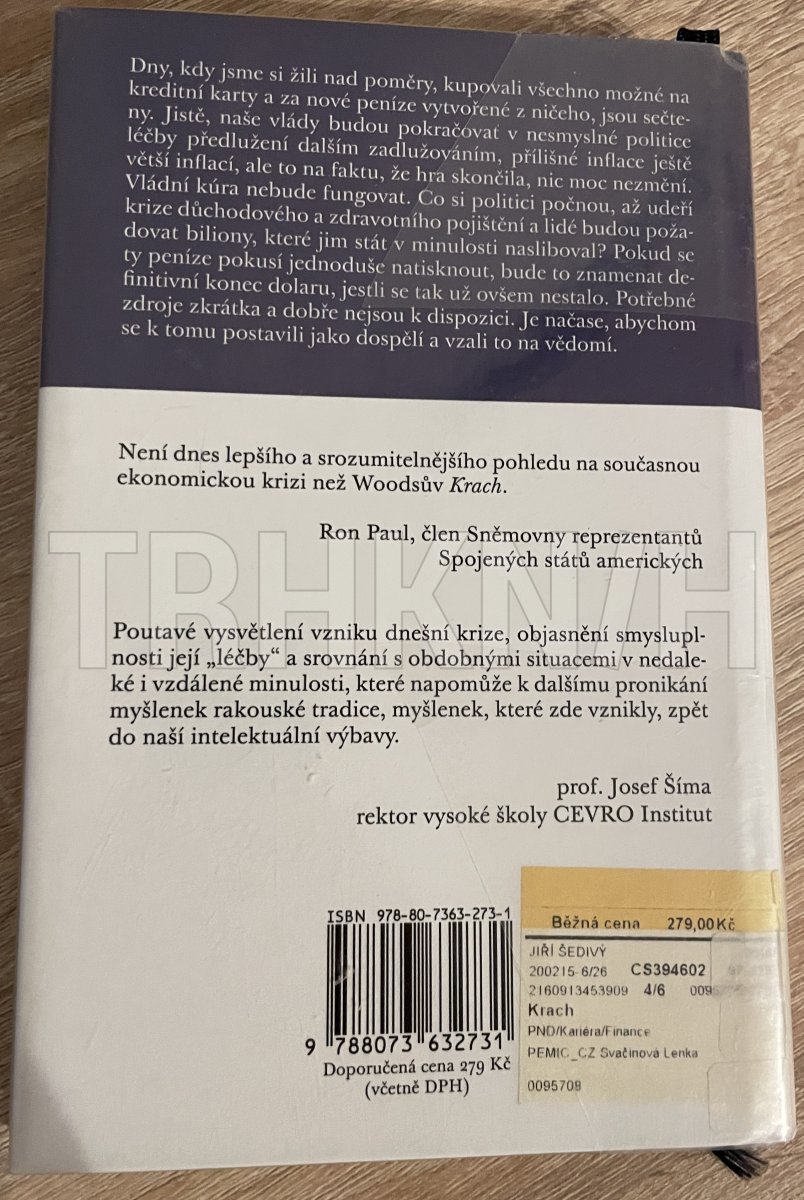 Dny, kdy jsme si žili nad poměry, kupovali všechno možné na
kreditní karty a za nové peníze vytvořené z ničeho, jsou sečte-
ny. Jistě, naše vlády budou pokračovat v nesmyslné politice
léčby předlužení dalším zadlužováním, přílišné inflace ještě
větší inflací, ale to na faktu, že hra skončila, nic moc nezmění.
Vládní kúra nebude fungovat. Co si politici počnou, až udeří
krize důchodového a zdravotního pojištění a lidé budou poža-
dovat biliony, které jim stát v minulosti nasliboval? Pokud se
ty peníze pokusí jednoduše natisknout, bude to znamenat de-
finitivní konec dolaru, jestli se tak už ovšem nestalo. Potřebné
zdroje zkrátka a dobře nejsou k dispozici. Je načase, abychom
se k tomu postavili jako dospělí a vzali to na vědomí.
Není dnes lepšího a srozumitelnějšího pohledu na současnou
ekonomickou krizi než Woodsův Krach.
Ron Paul, člen Sněmovny reprezentantů
Spojených států amerických
TRHKNIH
Poutavé vysvětlení vzniku dnešní krize, objasnění smyslupl-
nosti její „léčby“ a srovnání s obdobnými situacemi v nedale-
ké i vzdálené minulosti, které napomůže k dalšímu pronikání
myšlenek rakouské tradice, myšlenek, které zde vznikly, zpět
do naší intelektuální výbavy.
prof. Josef Šíma
rektor vysoké školy CEVRO Institut
ISBN 978-80-7363-273-1
9 788073 632731
Doporučená cena 279 Kč
(včetně DPH)
Běžná cena 279,00Kč
JIŘÍ ŠEDIVÝ
200215-6/26 CS394602
2160913453909 4/6 0095
Krach
PND/Kariéra/Finance
PEMIC_CZ Svačinová Lenka
0095709